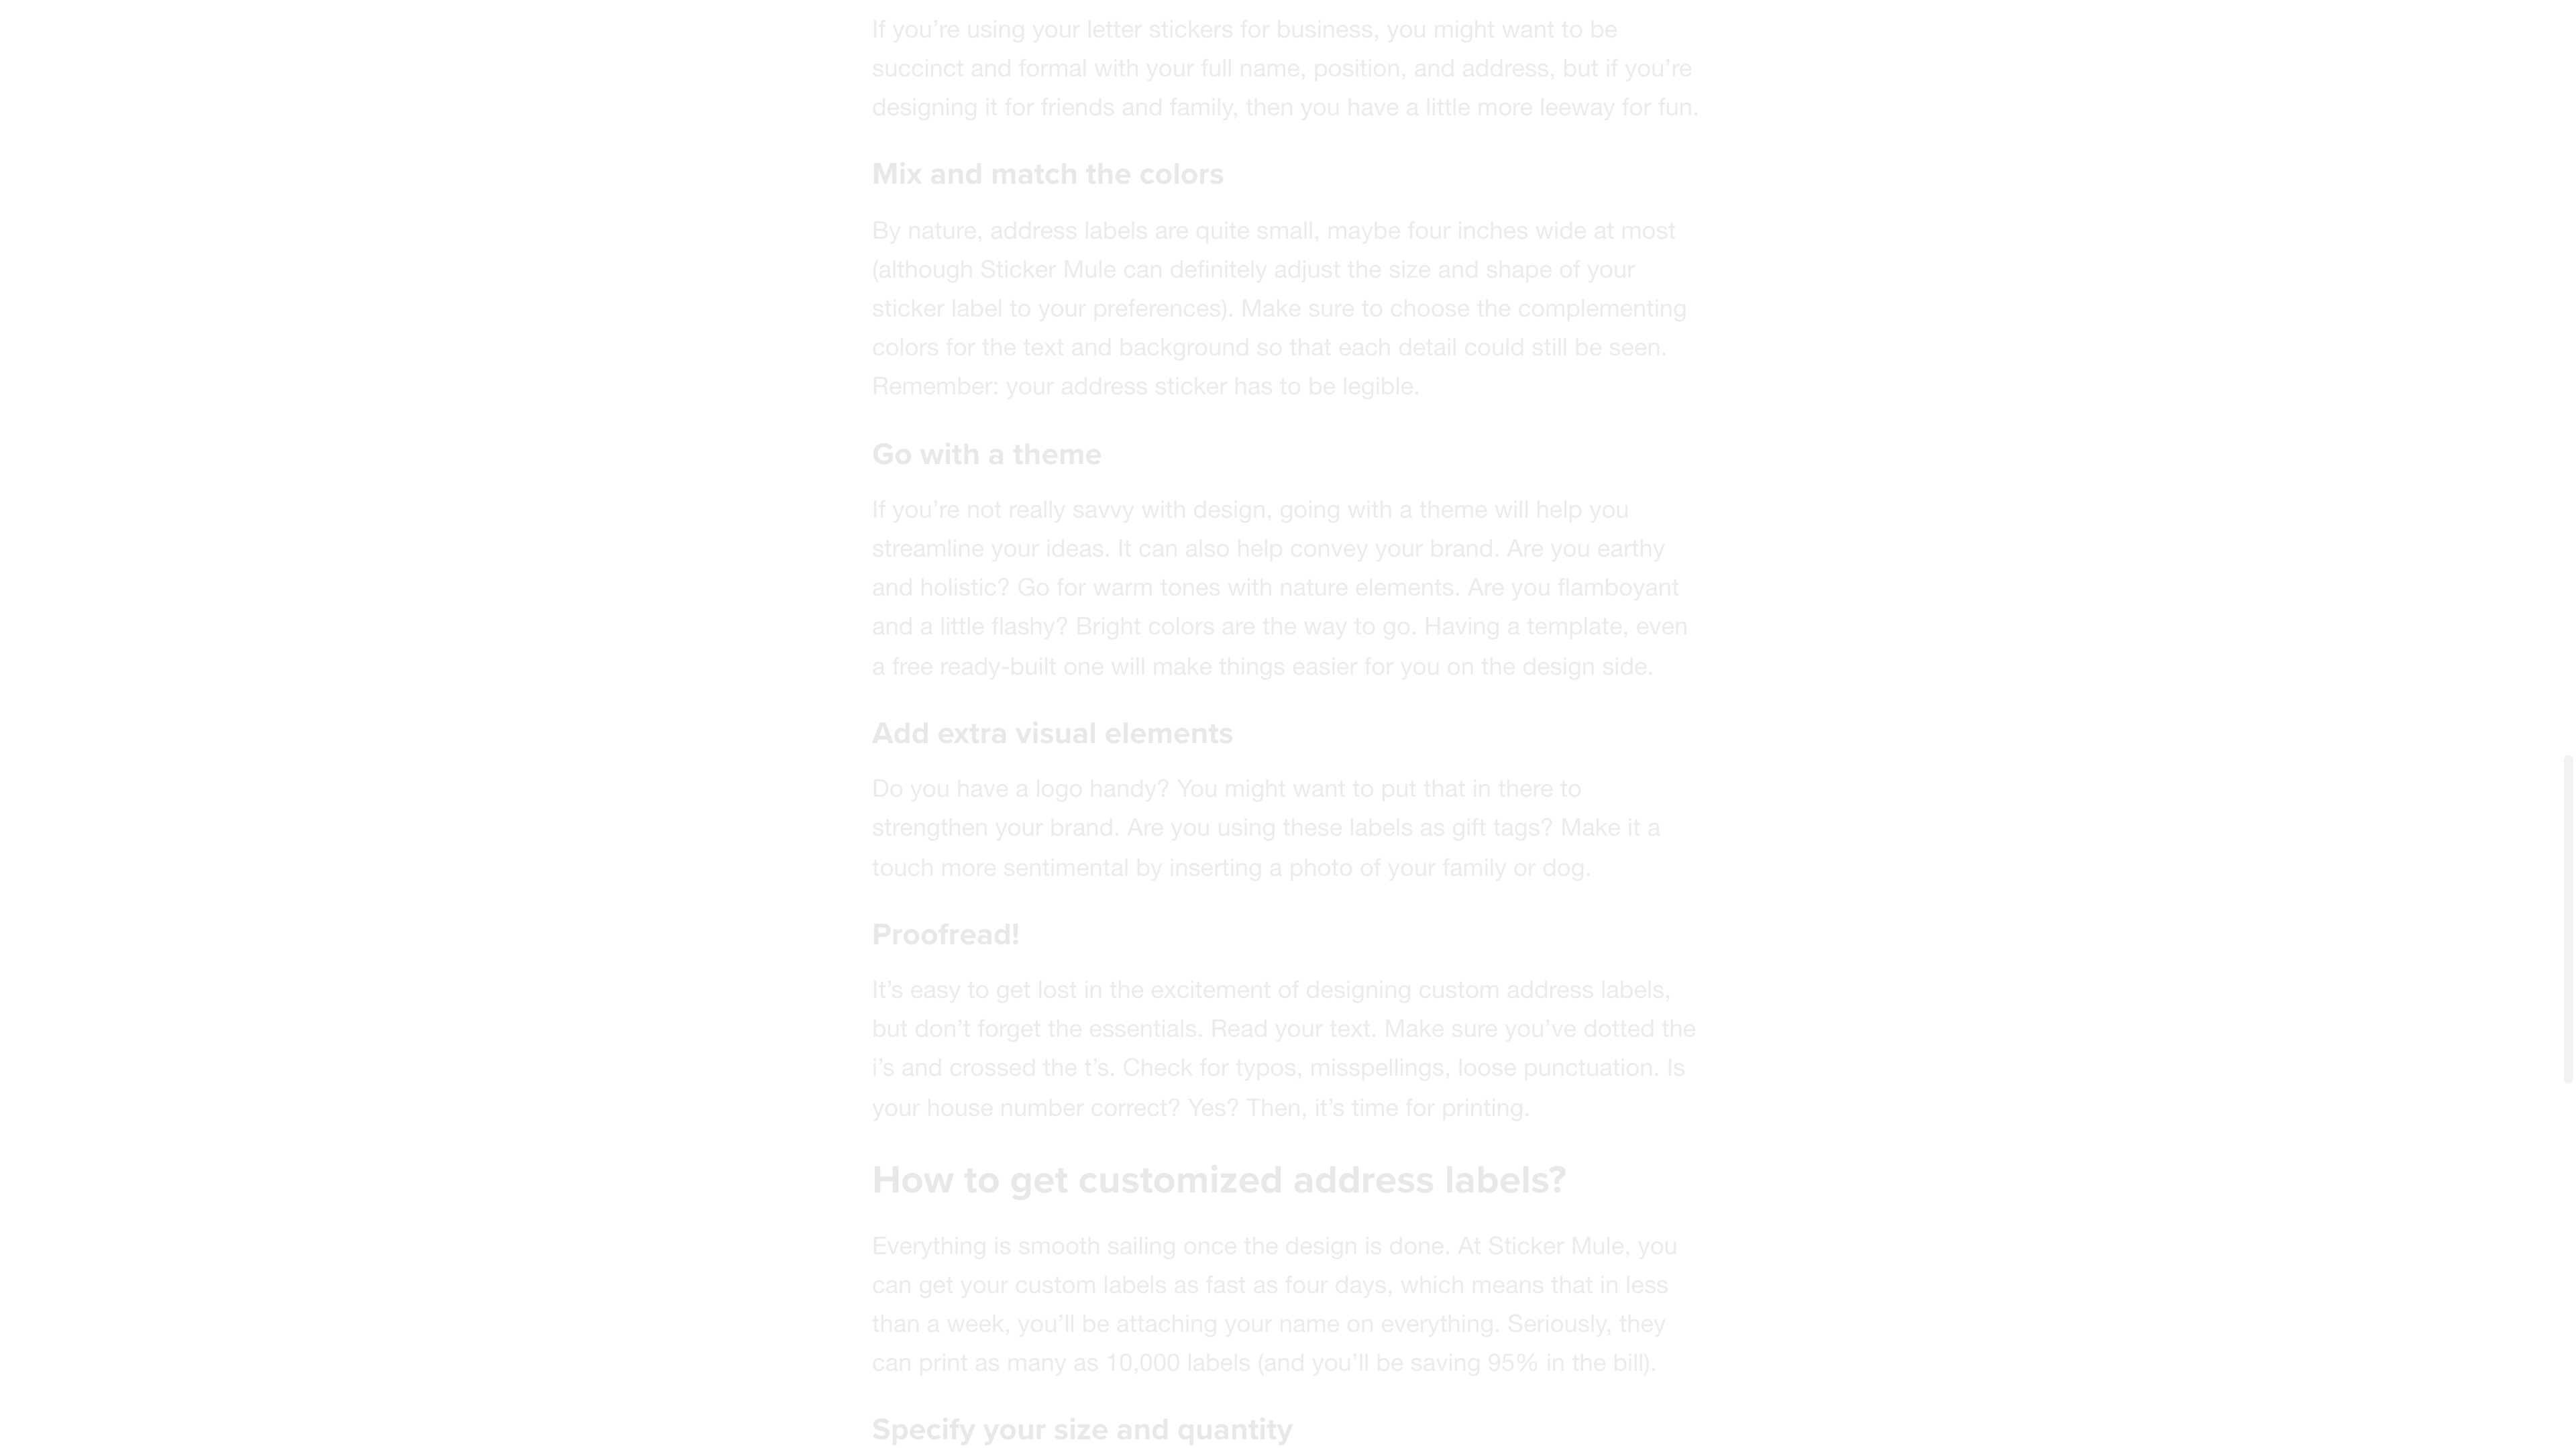 If you’re using your letter stickers for business, you might want to be
succinct and formal with your full name, position, and address, but if you’re
designing it for friends and family, then you have a little more leeway for fun.
Mix and match the colors
By nature, address labels are quite small, maybe four inches wide at most
(although Sticker Mule can definitely adjust the size and shape of your
sticker label to your preferences). Make sure to choose the complementing
colors for the text and background so that each detail could still be seen.
Remember: your address sticker has to be legible.
Go with a theme
If you’re not really savvy with design, going with a theme will help you
streamline your ideas. It can also help convey your brand. Are you earthy
and holistic? Go for warm tones with nature elements. Are you flamboyant
and a little flashy? Bright colors are the way to go. Having a template, even
a free ready-built one will make things easier for you on the design side.
Add extra visual elements
Do you have a logo handy? You might want to put that in there to
strengthen your brand. Are you using these labels as gift tags? Make it a
touch more sentimental by inserting a photo of your family or dog.
Proofread!
It’s easy to get lost in the excitement of designing custom address labels,
but don’t forget the essentials. Read your text. Make sure you’ve dotted the
i’s and crossed the t’s. Check for typos, misspellings, loose punctuation. Is
your house number correct? Yes? Then, it’s time for printing.
How to get customized address labels?
Everything is smooth sailing once the design is done. At Sticker Mule, you
can get your custom labels as fast as four days, which means that in less
than a week, you’ll be attaching your name on everything. Seriously, they
can print as many as 10,000 labels (and you’ll be saving 95% in the bill).
Specify your size and quantity